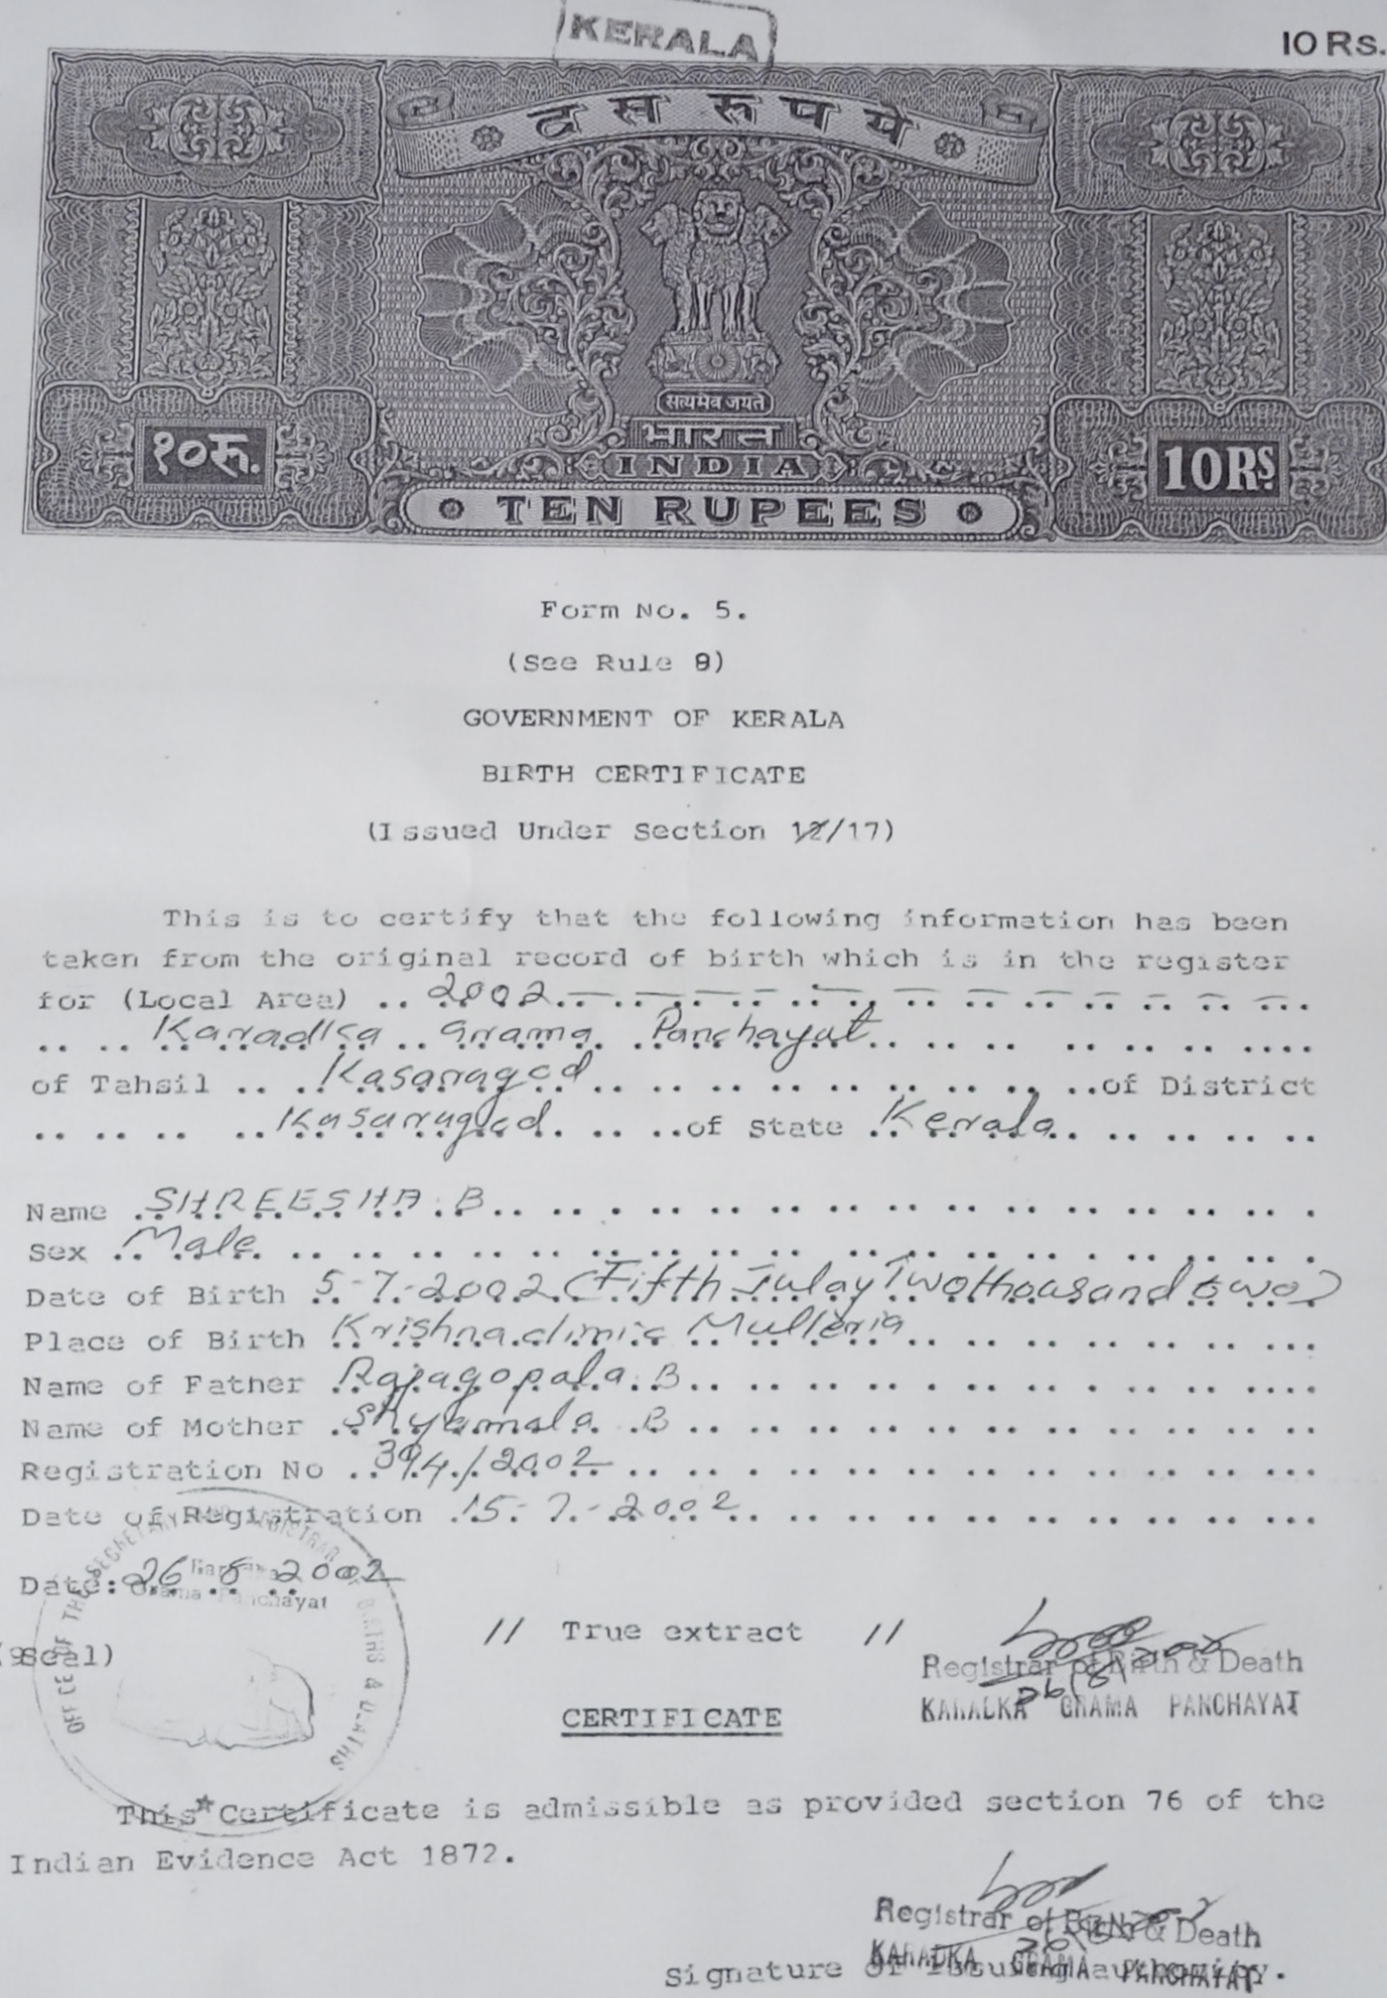 KERALA
10 Rs.
दस रुपये
सत्यमेव जयते
भारत
INDIA
१०रू.
10RS
TEN RUPEES
Form No. 5.
(See Rule 8)
GOVERNMENT OF KERALA
BIRTH CERTIFICATE
(Issued Under Section 12/17)
This is to certify that the following information has been
taken from the original record of birth which is in the register
for (Local Area) .. 2002
Karadka Grama Panchayat
of Tahsil .. Kasaragod of District
Kasaragod of State Kerala
Name SHREESHA. B
Sex Male
Date of Birth 5-7-2002 (Fifth Julay Twothousand two)
Place of Birth Krishna clinic Mulleria
Name of Father Rajagopala. B
Name of Mother Shyamala B
Registration No 394/2002
Date of Registration 15-7-2002
OFFICE OF THE SECRETARY AND REGISTRAR OF BIRTHS & DEATHS
Grama Panchayat
Date: 26.8.2002
// True extract //
(Seal)
Registrar of Birth & Death
26/8/2002
KARADKA GRAMA PANCHAYAT
CERTIFICATE
This Certificate is admissible as provided section 76 of the
Indian Evidence Act 1872.
Registrar of Birth & Death
KARADKA GRAMA PANCHAYAT
Signature of Issuing authority.